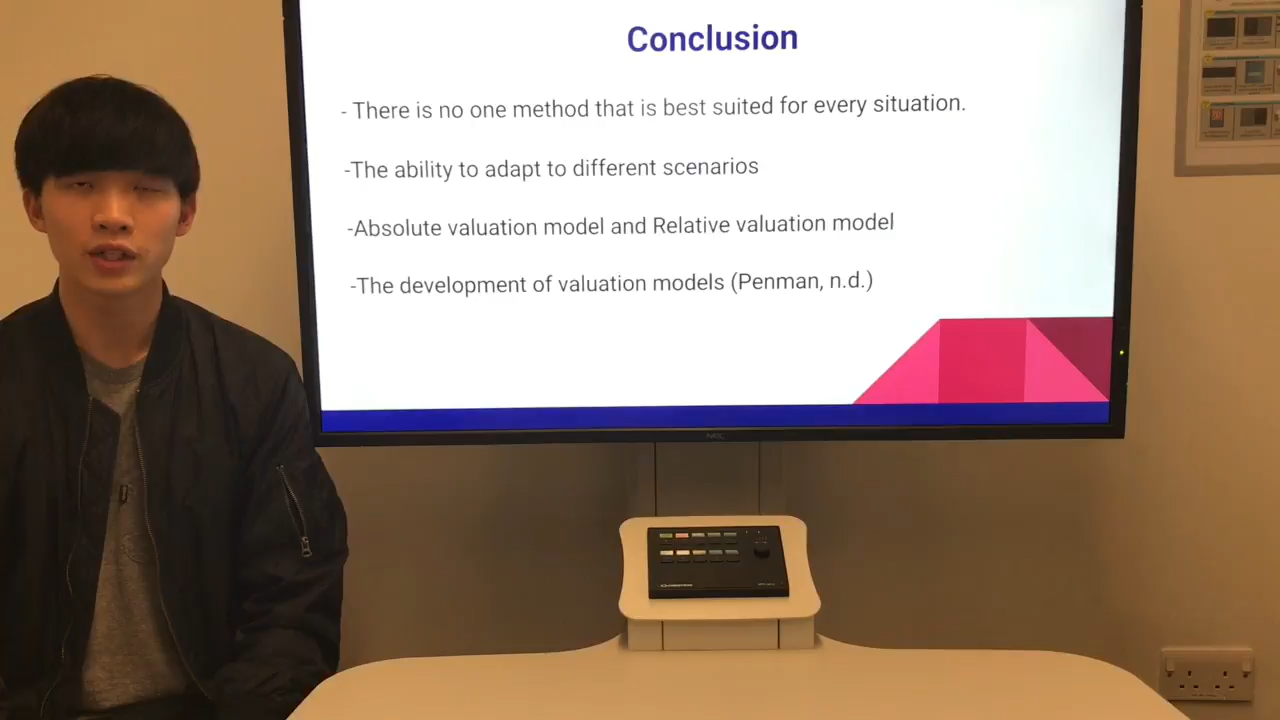 Conclusion
- There is no one method that is best suited for every situation.
-The ability to adapt to different scenarios
-Absolute valuation model and Relative valuation model
-The development of valuation models (Penman, n.d.)
NEC